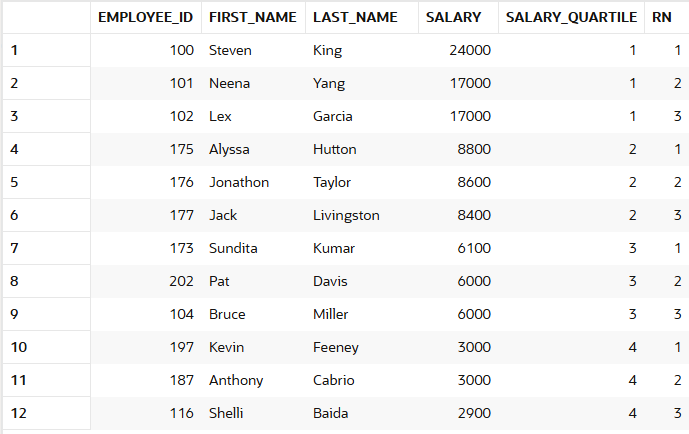 EMPLOYEE_ID FIRST_NAME LAST_NAME SALARY SALARY_QUARTILE RN
1 100 Steven King 24000 1 1
2 101 Neena Yang 17000 1 2
3 102 Lex Garcia 17000 1 3
4 175 Alyssa Hutton 8800 2 1
5 176 Jonathon Taylor 8600 2 2
6 177 Jack Livingston 8400 2 3
7 173 Sundita Kumar 6100 3 1
8 202 Pat Davis 6000 3 2
9 104 Bruce Miller 6000 3 3
10 197 Kevin Feeney 3000 4 1
11 187 Anthony Cabrio 3000 4 2
12 116 Shelli Baida 2900 4 3